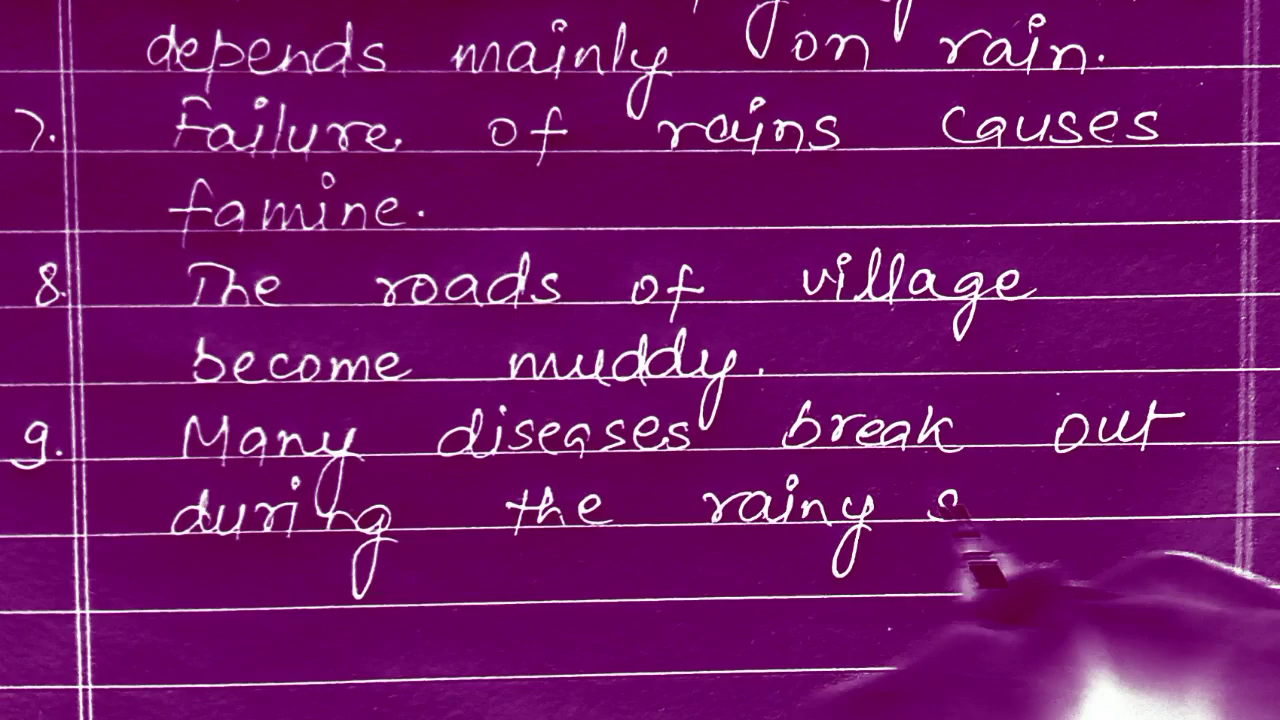 depends mainly on rain.
7. Failure of rains causes
famine.
8. The roads of village
become muddy.
9. Many diseases break out
during the rainy s